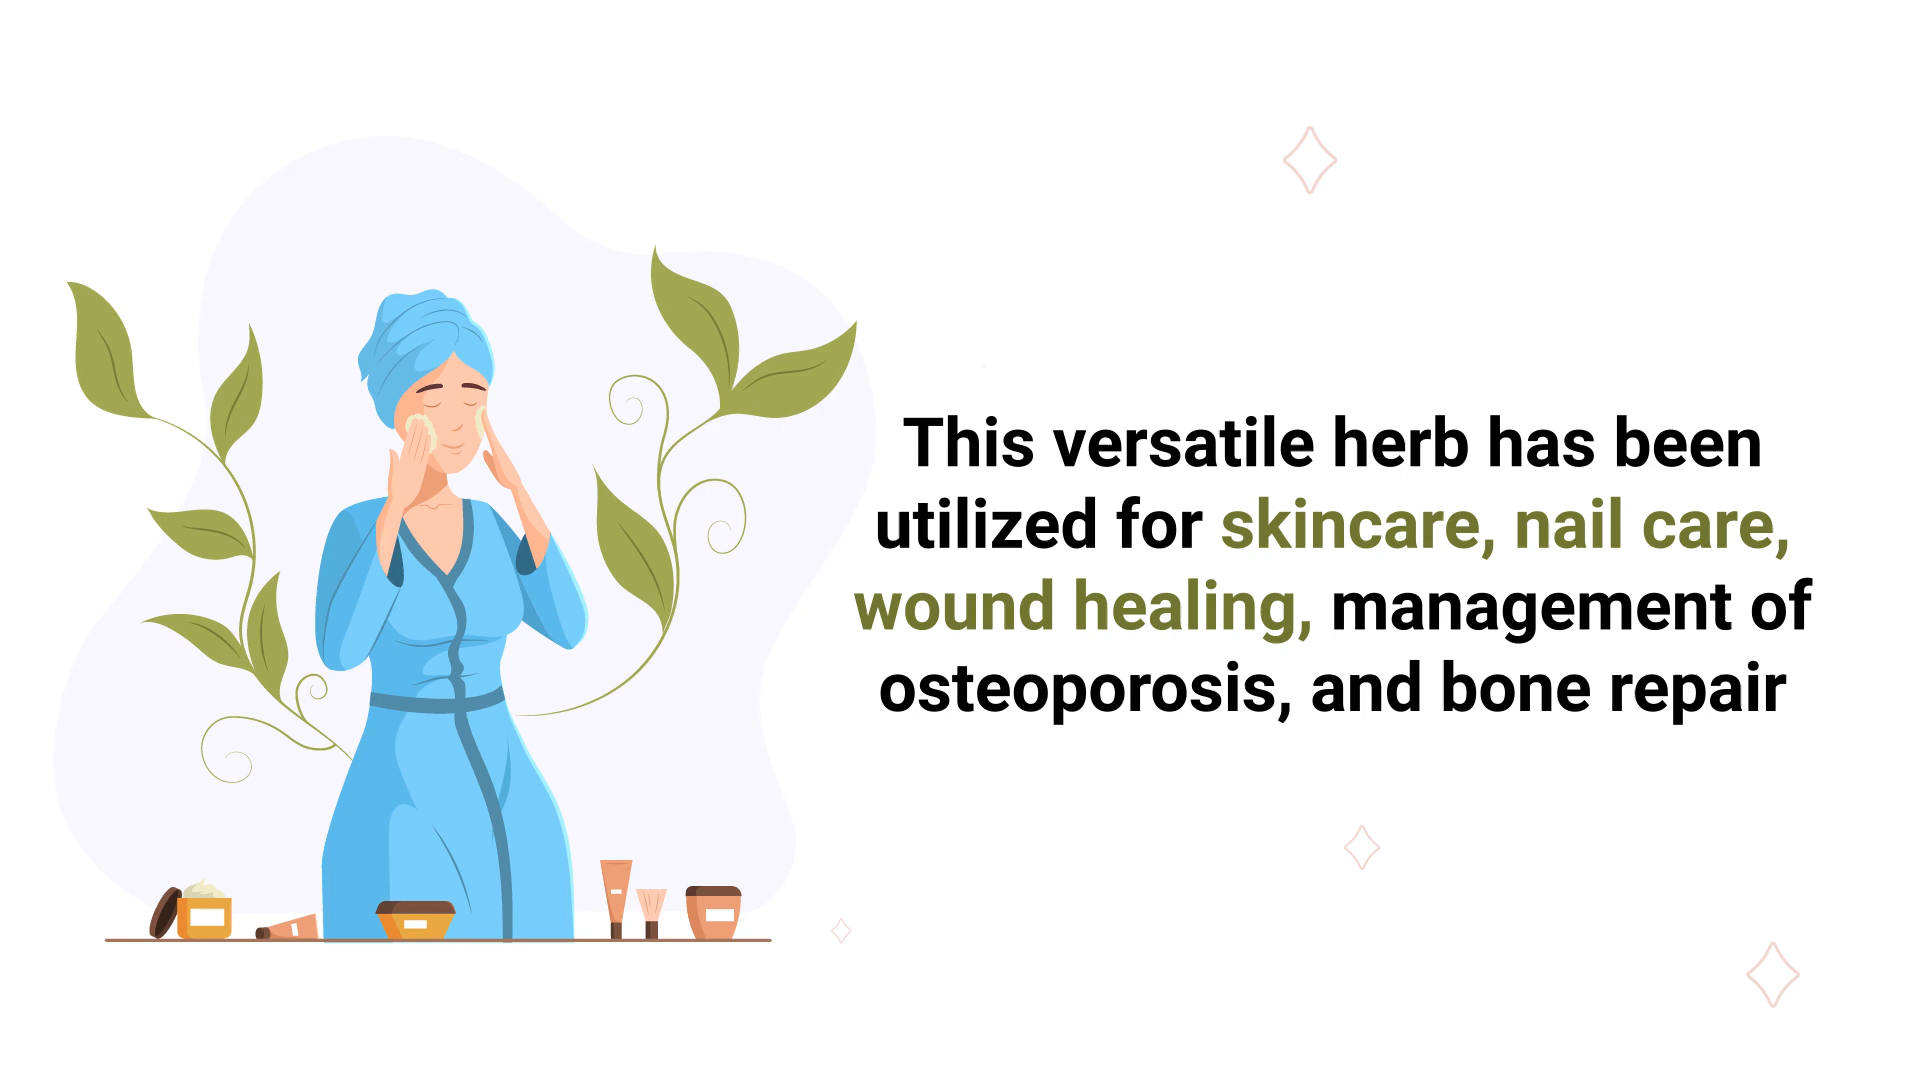 This versatile herb has been
utilized for skincare, nail care,
wound healing, management of
osteoporosis, and bone repair